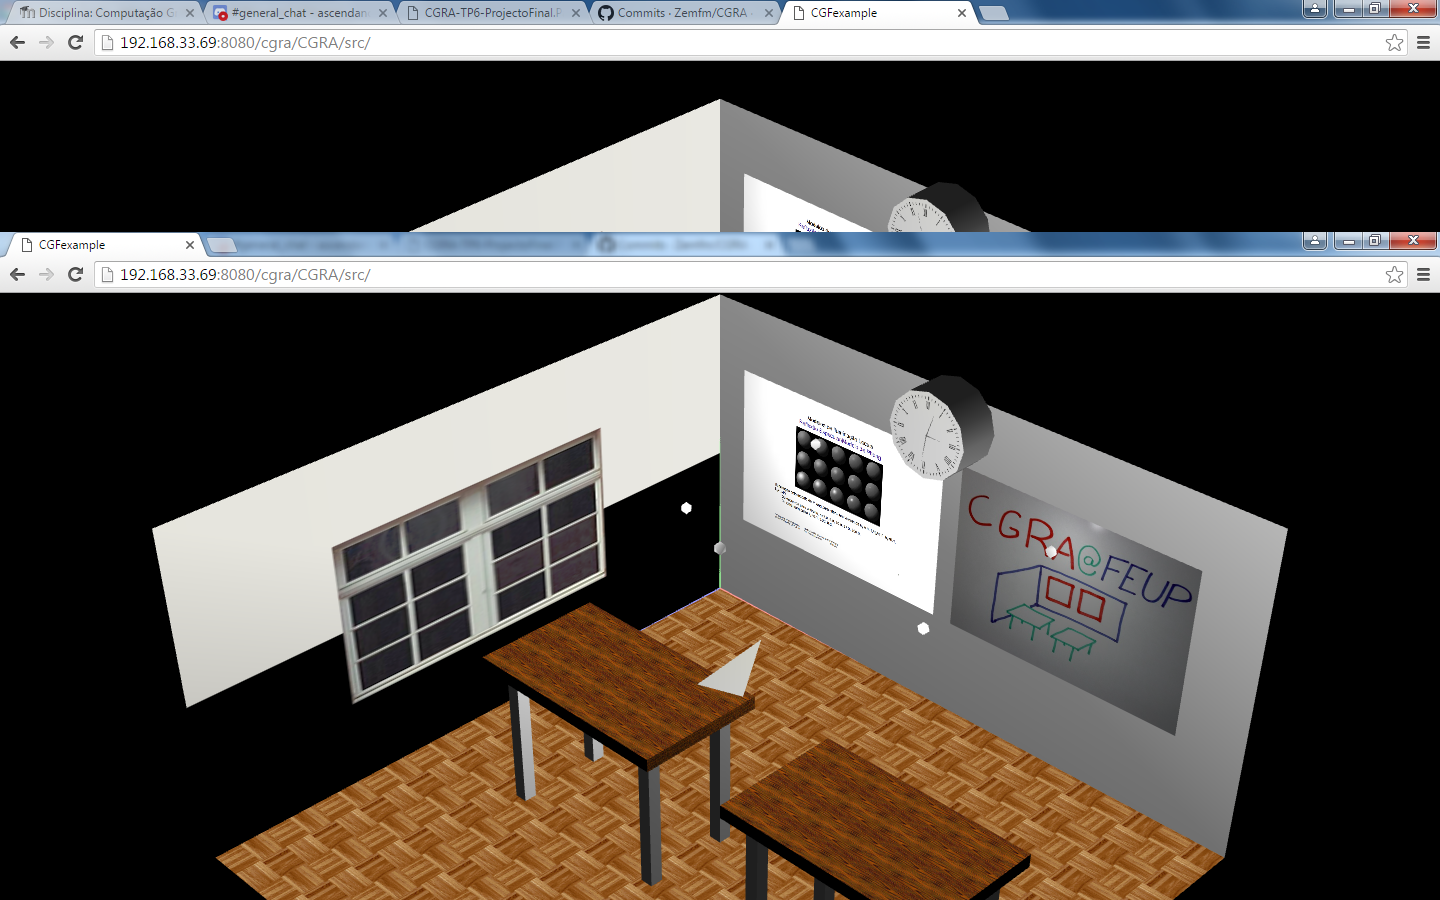 Disciplina: Computação G
#general_chat - ascendan
CGRA-TP6-ProjectoFinal.P
Commits · Zemfm/CGRA
CGFexample
192.168.33.69:8080/cgra/CGRA/src/
CGFexample
192.168.33.69:8080/cgra/CGRA/src/
CGRA@FEUP